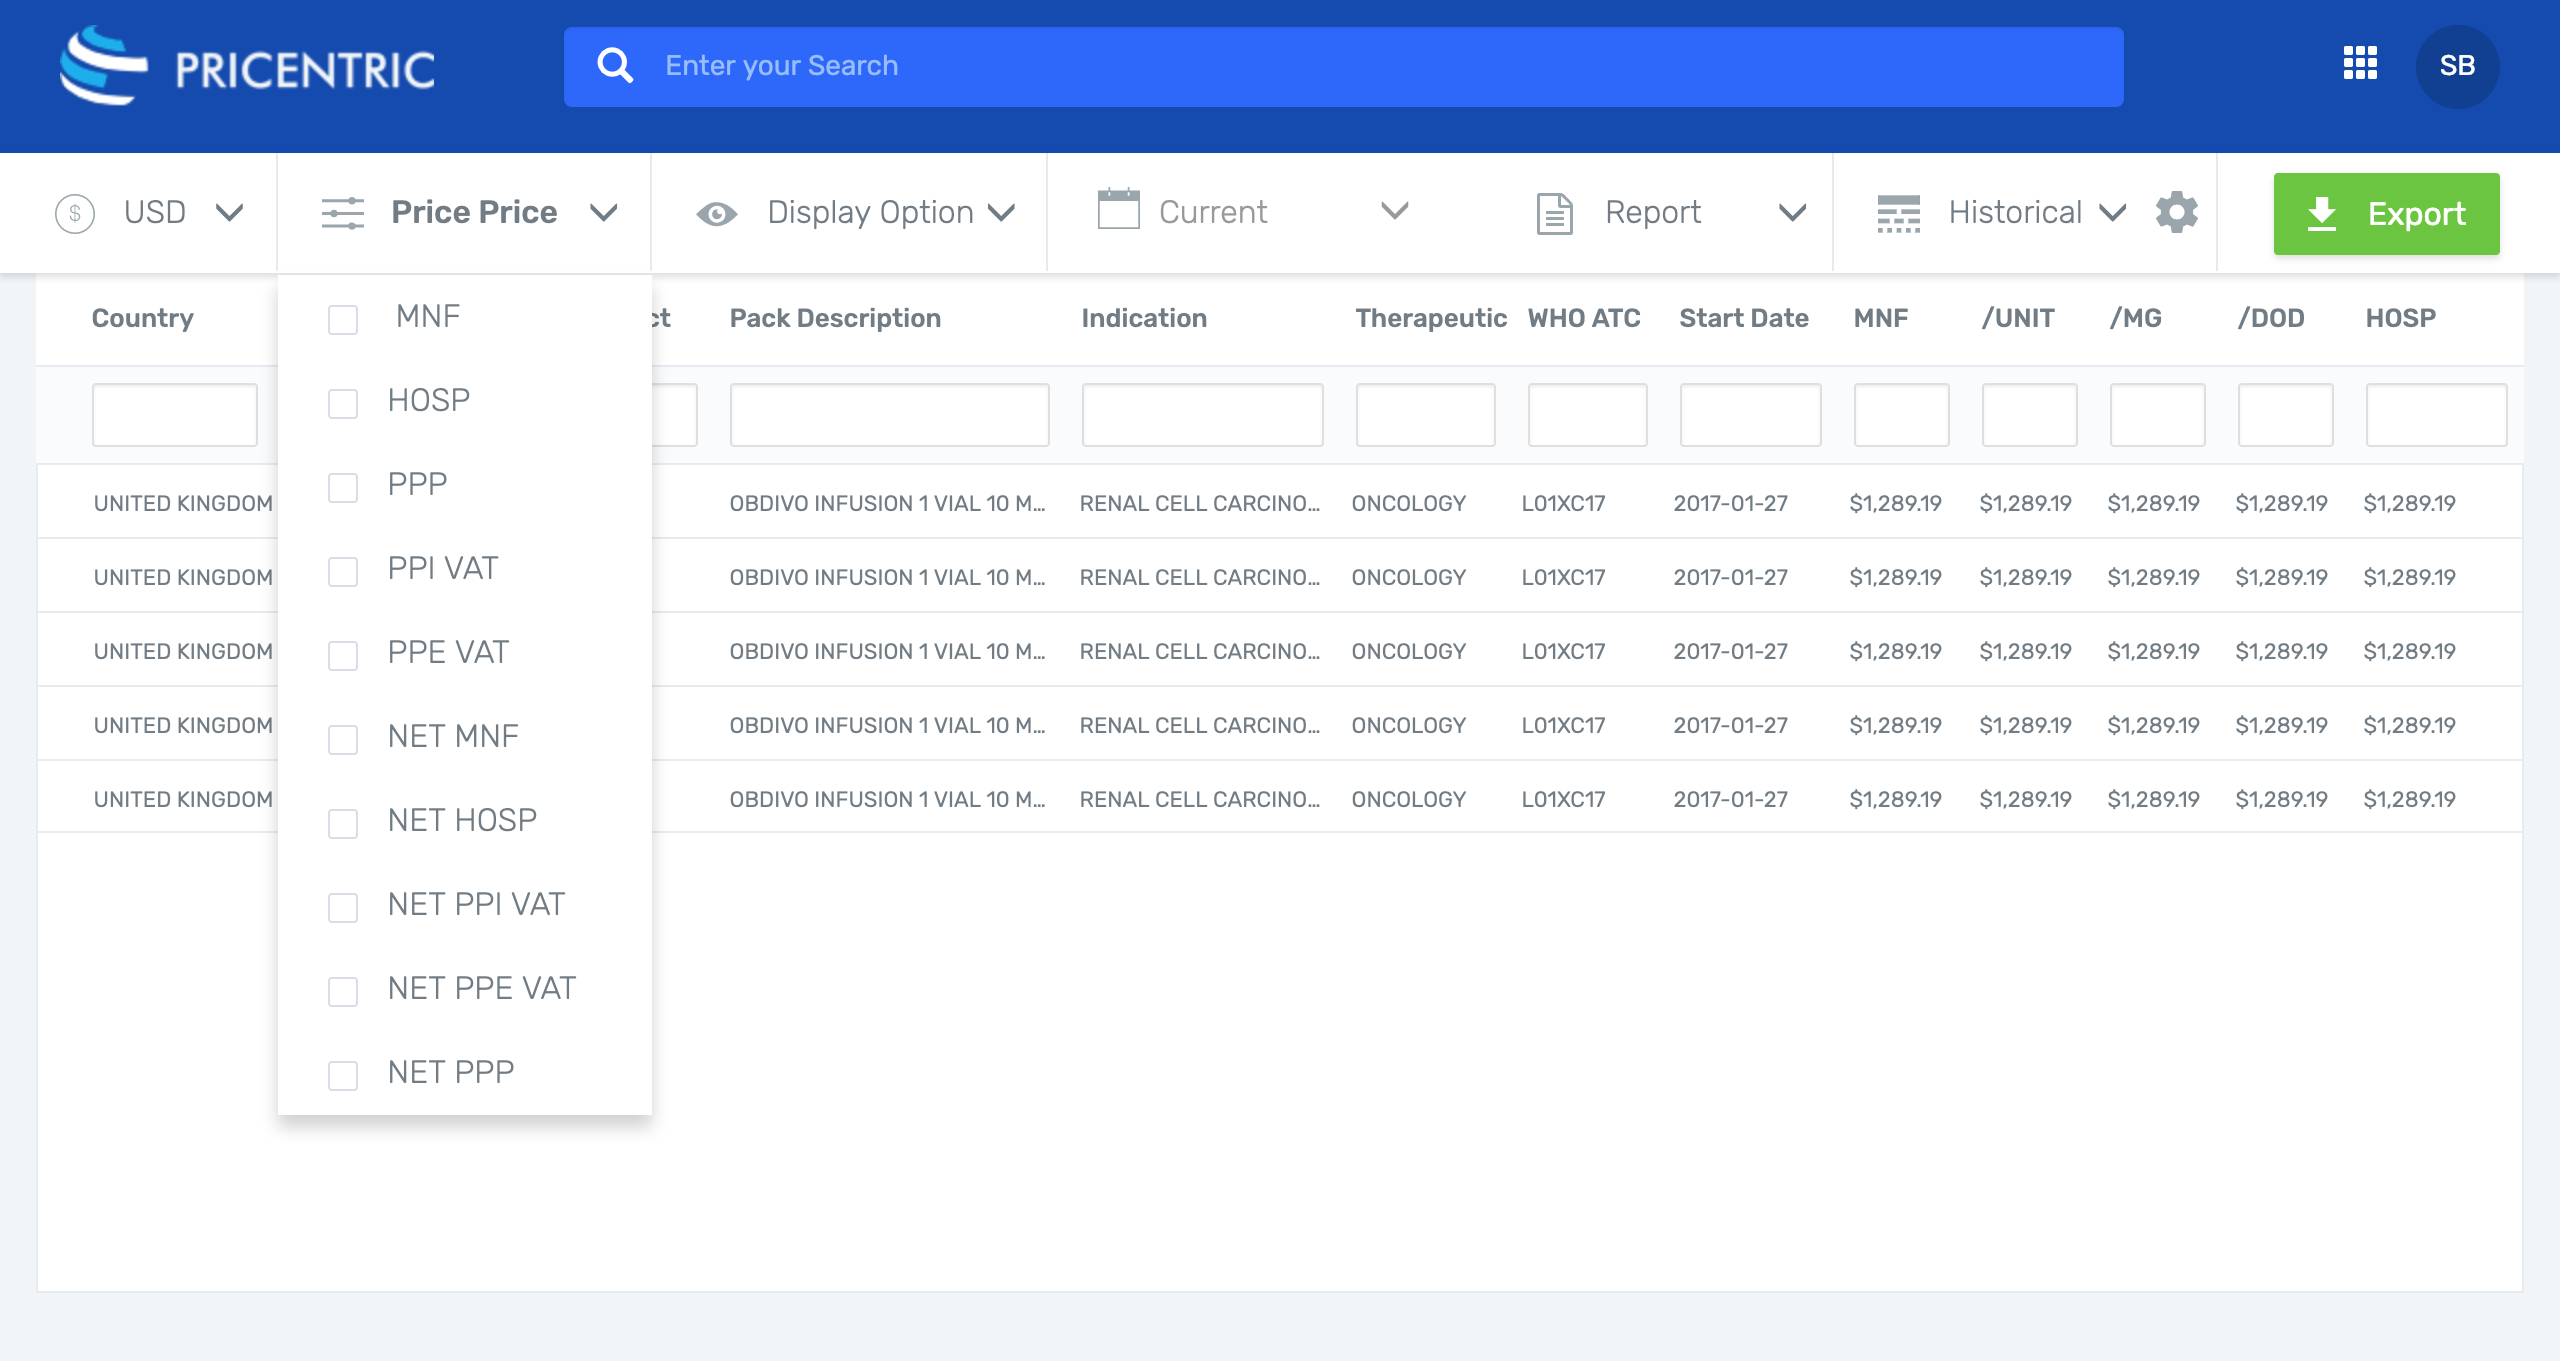 PRICENTRIC
Enter your Search
SB
$ USD Price Price Display Option Current Report Historical Export
Country ct Pack Description Indication Therapeutic WHO ATC Start Date MNF /UNIT /MG /DOD HOSP
UNITED KINGDOM OBDIVO INFUSION 1 VIAL 10 M... RENAL CELL CARCINO... ONCOLOGY L01XC17 2017-01-27 $1,289.19 $1,289.19 $1,289.19 $1,289.19 $1,289.19
UNITED KINGDOM OBDIVO INFUSION 1 VIAL 10 M... RENAL CELL CARCINO... ONCOLOGY L01XC17 2017-01-27 $1,289.19 $1,289.19 $1,289.19 $1,289.19 $1,289.19
UNITED KINGDOM OBDIVO INFUSION 1 VIAL 10 M... RENAL CELL CARCINO... ONCOLOGY L01XC17 2017-01-27 $1,289.19 $1,289.19 $1,289.19 $1,289.19 $1,289.19
UNITED KINGDOM OBDIVO INFUSION 1 VIAL 10 M... RENAL CELL CARCINO... ONCOLOGY L01XC17 2017-01-27 $1,289.19 $1,289.19 $1,289.19 $1,289.19 $1,289.19
UNITED KINGDOM OBDIVO INFUSION 1 VIAL 10 M... RENAL CELL CARCINO... ONCOLOGY L01XC17 2017-01-27 $1,289.19 $1,289.19 $1,289.19 $1,289.19 $1,289.19
MNF
HOSP
PPP
PPI VAT
PPE VAT
NET MNF
NET HOSP
NET PPI VAT
NET PPE VAT
NET PPP